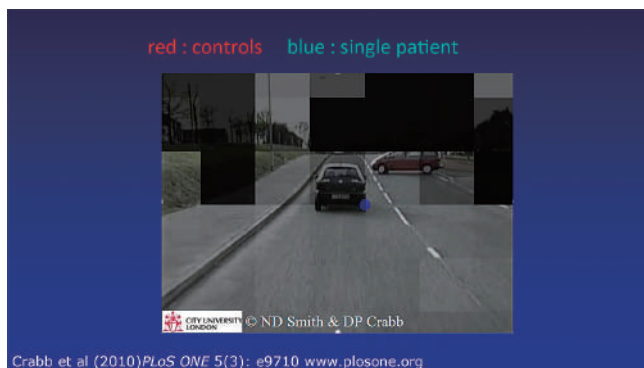 red : controls blue : single patient
CITY UNIVERSITY
LONDON
© ND Smith & DP Crabb
Crabb et al (2010)PLoS ONE 5(3): e9710 www.plosone.org